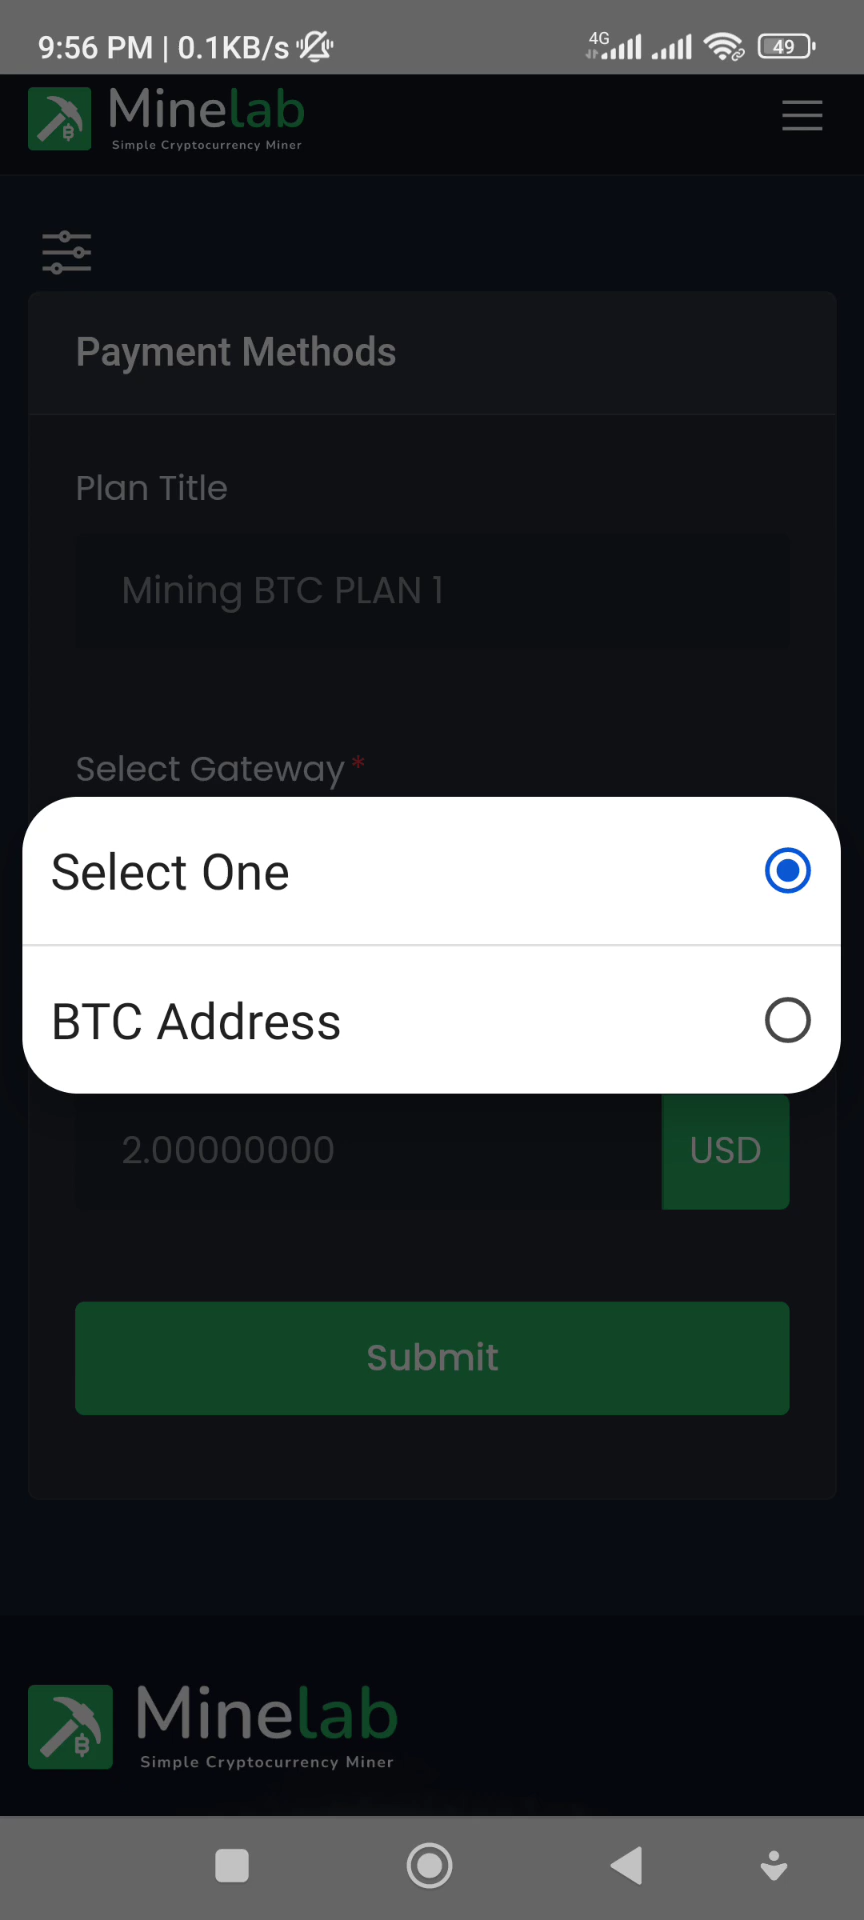 9:56 PM | 0.1KB/s 4G 49
Minelab
Simple Cryptocurrency Miner
Payment Methods
Plan Title
Mining BTC PLAN 1
Select Gateway *
Select One
BTC Address
2.00000000 USD
Submit
Minelab
Simple Cryptocurrency Miner